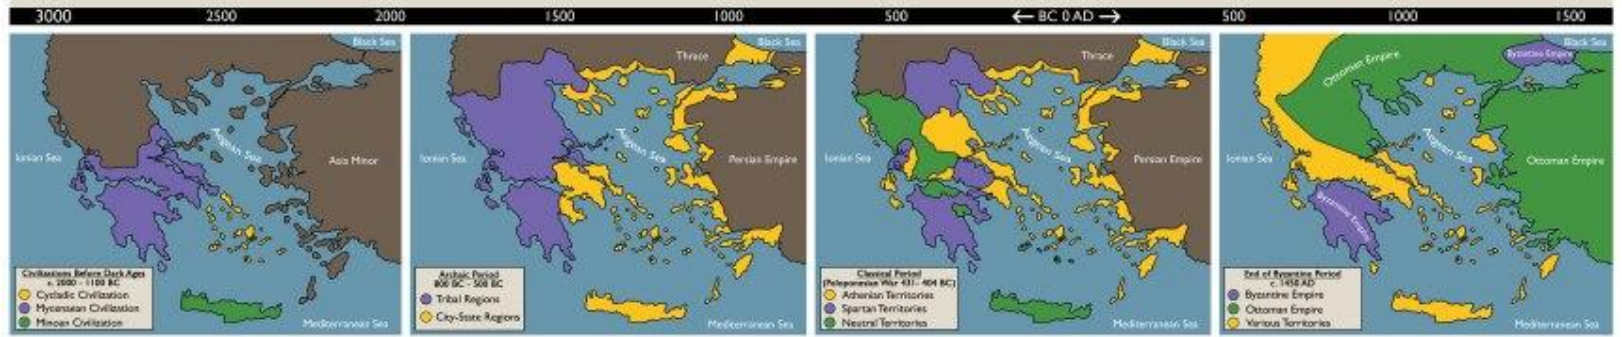 3000 2500 2000 1500 1000 500 ← BC 0 AD → 500 1000 1500
Black Sea
Ionian Sea
Aegean Sea
Asia Minor
Mediterranean Sea
Civilizations Before Dark Ages
c. 2000 - 1100 BC
Cycladic Civilization
Mycenaean Civilization
Minoan Civilization
Black Sea
Thrace
Ionian Sea
Aegean Sea
Persian Empire
Mediterranean Sea
Archaic Period
800 BC - 500 BC
Tribal Regions
City-State Regions
Black Sea
Thrace
Ionian Sea
Aegean Sea
Persian Empire
Mediterranean Sea
Classical Period
(Peloponesian War 431- 404 BC)
Athenian Territories
Spartan Territories
Neutral Territories
Black Sea
Byzantine Empire
Ottoman Empire
Ionian Sea
Aegean Sea
Ottoman Empire
Byzantine Empire
Mediterranean Sea
End of Byzantine Period
c. 1450 AD
Byzantine Empire
Ottoman Empire
Various Territories